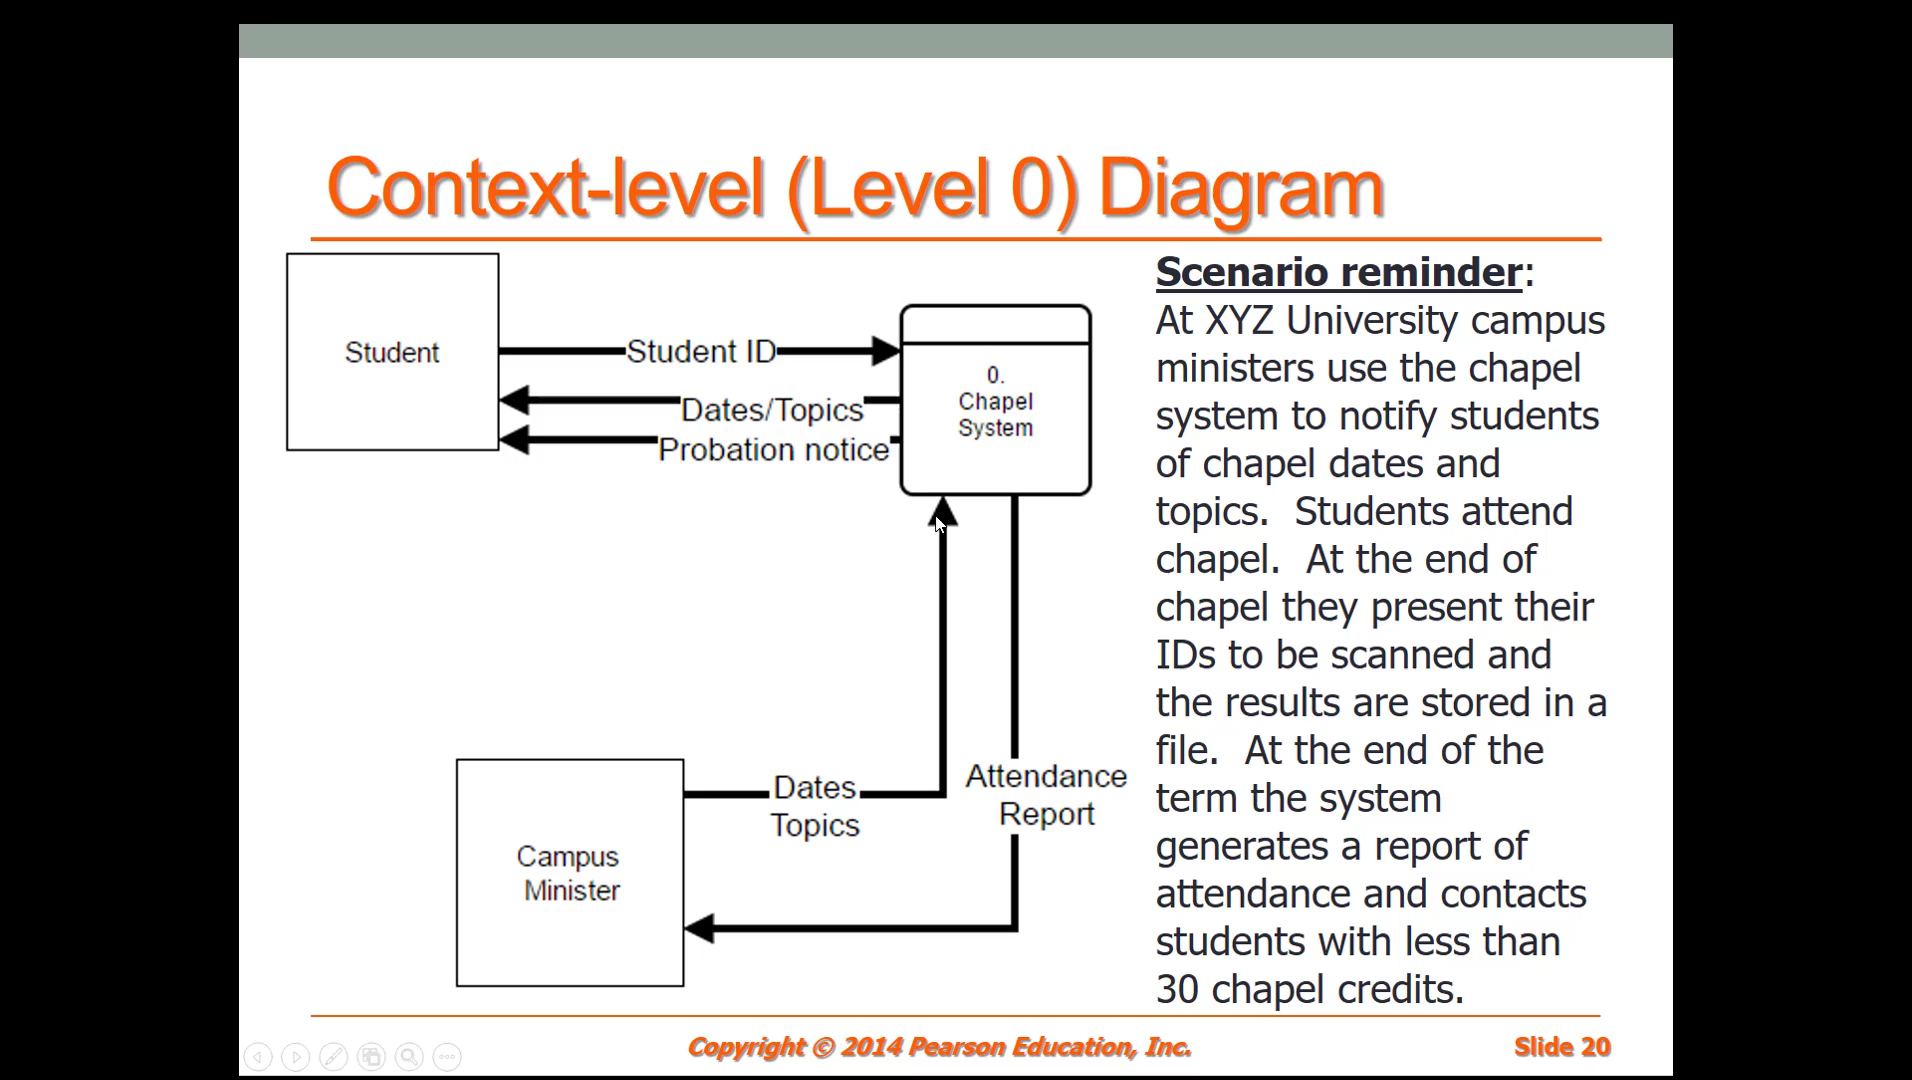 Context-level (Level 0) Diagram
Student
Student ID
Dates/Topics
Probation notice
0.
Chapel
System
Dates
Topics
Attendance
Report
Campus
Minister
Scenario reminder:
At XYZ University campus
ministers use the chapel
system to notify students
of chapel dates and
topics.  Students attend
chapel.  At the end of
chapel they present their
IDs to be scanned and
the results are stored in a
file.  At the end of the
term the system
generates a report of
attendance and contacts
students with less than
30 chapel credits.
Copyright © 2014 Pearson Education, Inc.
Slide 20